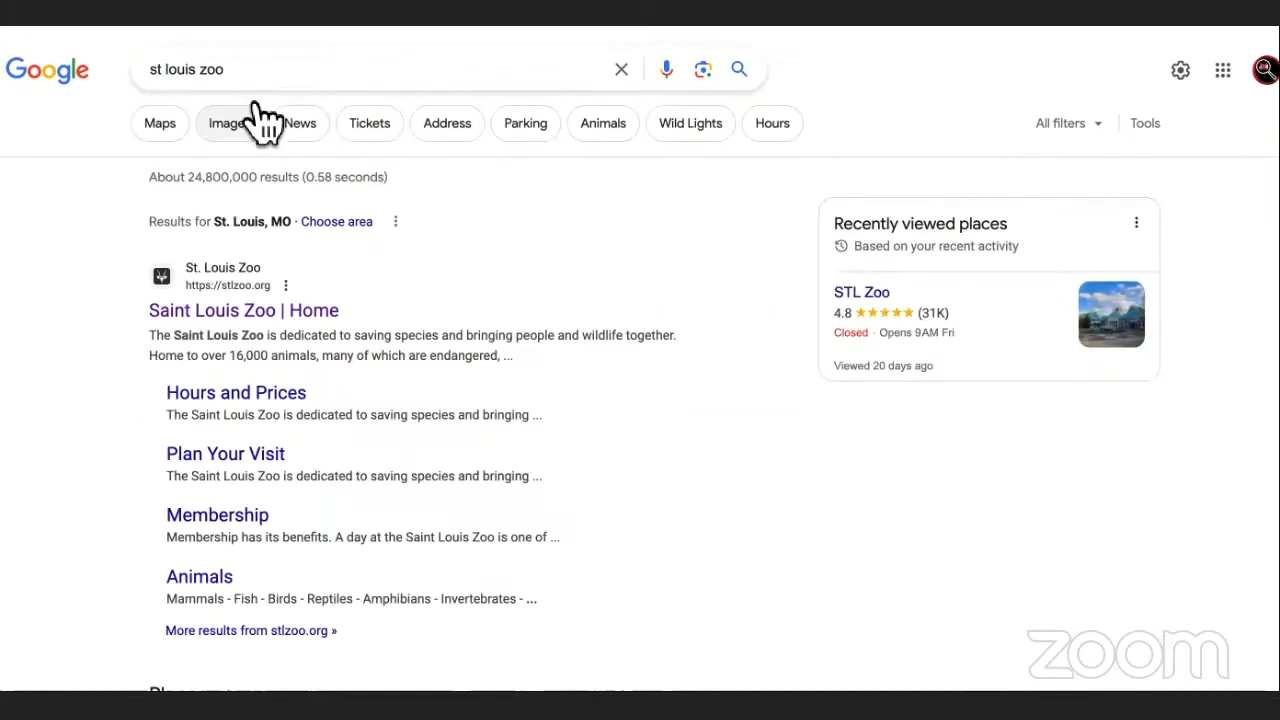 Google
st louis zoo
Maps
News
Tickets
Address
Parking
Animals
Wild Lights
Hours
All filters
Tools
About 24,800,000 results (0.58 seconds)
Results for St. Louis, MO · Choose area
St. Louis Zoo
https://stlzoo.org
Saint Louis Zoo | Home
The Saint Louis Zoo is dedicated to saving species and bringing people and wildlife together.
Home to over 16,000 animals, many of which are endangered, ...
Hours and Prices
The Saint Louis Zoo is dedicated to saving species and bringing ...
Plan Your Visit
The Saint Louis Zoo is dedicated to saving species and bringing ...
Membership
Membership has its benefits. A day at the Saint Louis Zoo is one of ...
Animals
Mammals - Fish - Birds - Reptiles - Amphibians - Invertebrates - ...
More results from stlzoo.org »
Recently viewed places
Based on your recent activity
STL Zoo
4.8 ★★★★★ (31K)
Closed · Opens 9AM Fri
Viewed 20 days ago
zoom